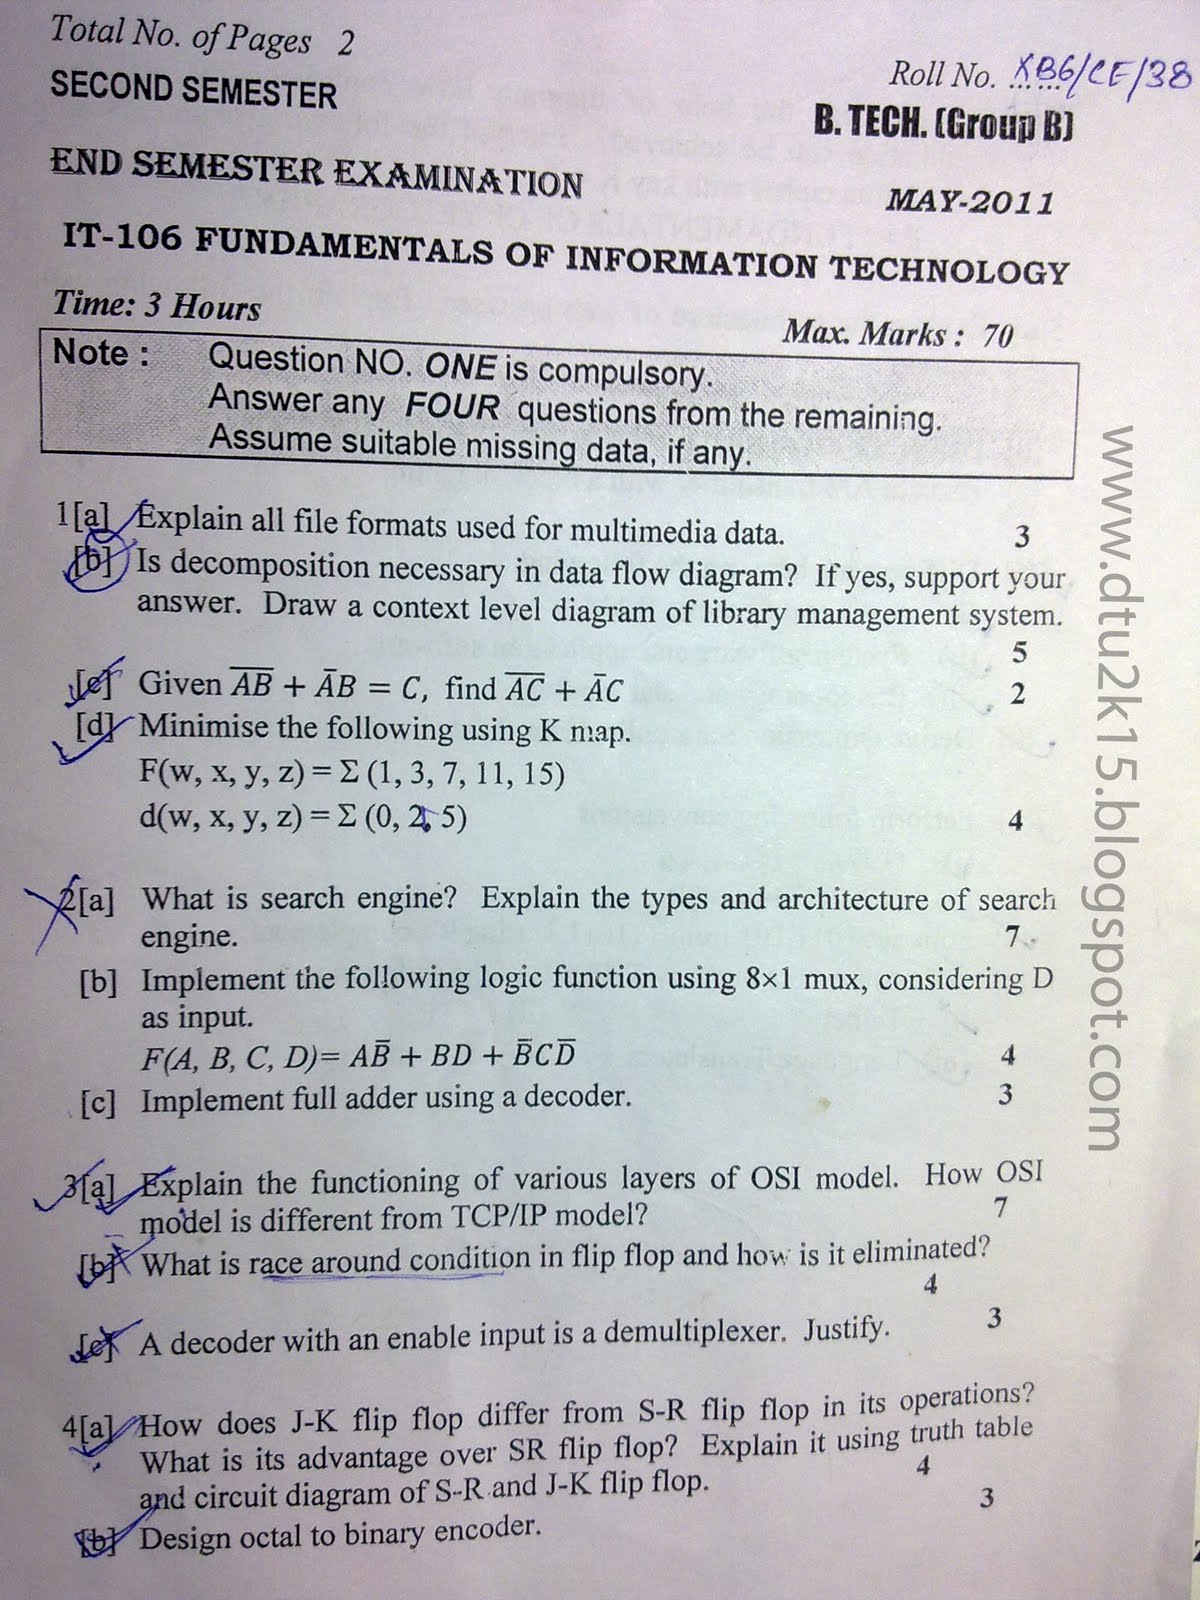 Total No. of Pages 2
Roll No. XB6/CE/38
SECOND SEMESTER
B. TECH. (Group B)
END SEMESTER EXAMINATION
MAY-2011
IT-106 FUNDAMENTALS OF INFORMATION TECHNOLOGY
Time: 3 Hours
Max. Marks : 70
Note : Question NO. ONE is compulsory.
Answer any FOUR questions from the remaining.
Assume suitable missing data, if any.
1[a] Explain all file formats used for multimedia data. 3
[b] Is decomposition necessary in data flow diagram? If yes, support your
answer. Draw a context level diagram of library management system.
5
[c] Given A̅B̅ + A̅B = C, find A̅C̅ + A̅C 2
[d] Minimise the following using K map.
F(w, x, y, z) = Σ (1, 3, 7, 11, 15)
d(w, x, y, z) = Σ (0, 2, 5) 4
2[a] What is search engine? Explain the types and architecture of search
engine. 7
[b] Implement the following logic function using 8×1 mux, considering D
as input.
F(A, B, C, D)= AB̅ + BD + B̅CD̅ 4
[c] Implement full adder using a decoder. 3
3[a] Explain the functioning of various layers of OSI model. How OSI
model is different from TCP/IP model? 7
[b] What is race around condition in flip flop and how is it eliminated?
4
[c] A decoder with an enable input is a demultiplexer. Justify. 3
4[a] How does J-K flip flop differ from S-R flip flop in its operations?
What is its advantage over SR flip flop? Explain it using truth table
and circuit diagram of S-R and J-K flip flop. 4
[b] Design octal to binary encoder. 3
www.dtu2k15.blogspot.com